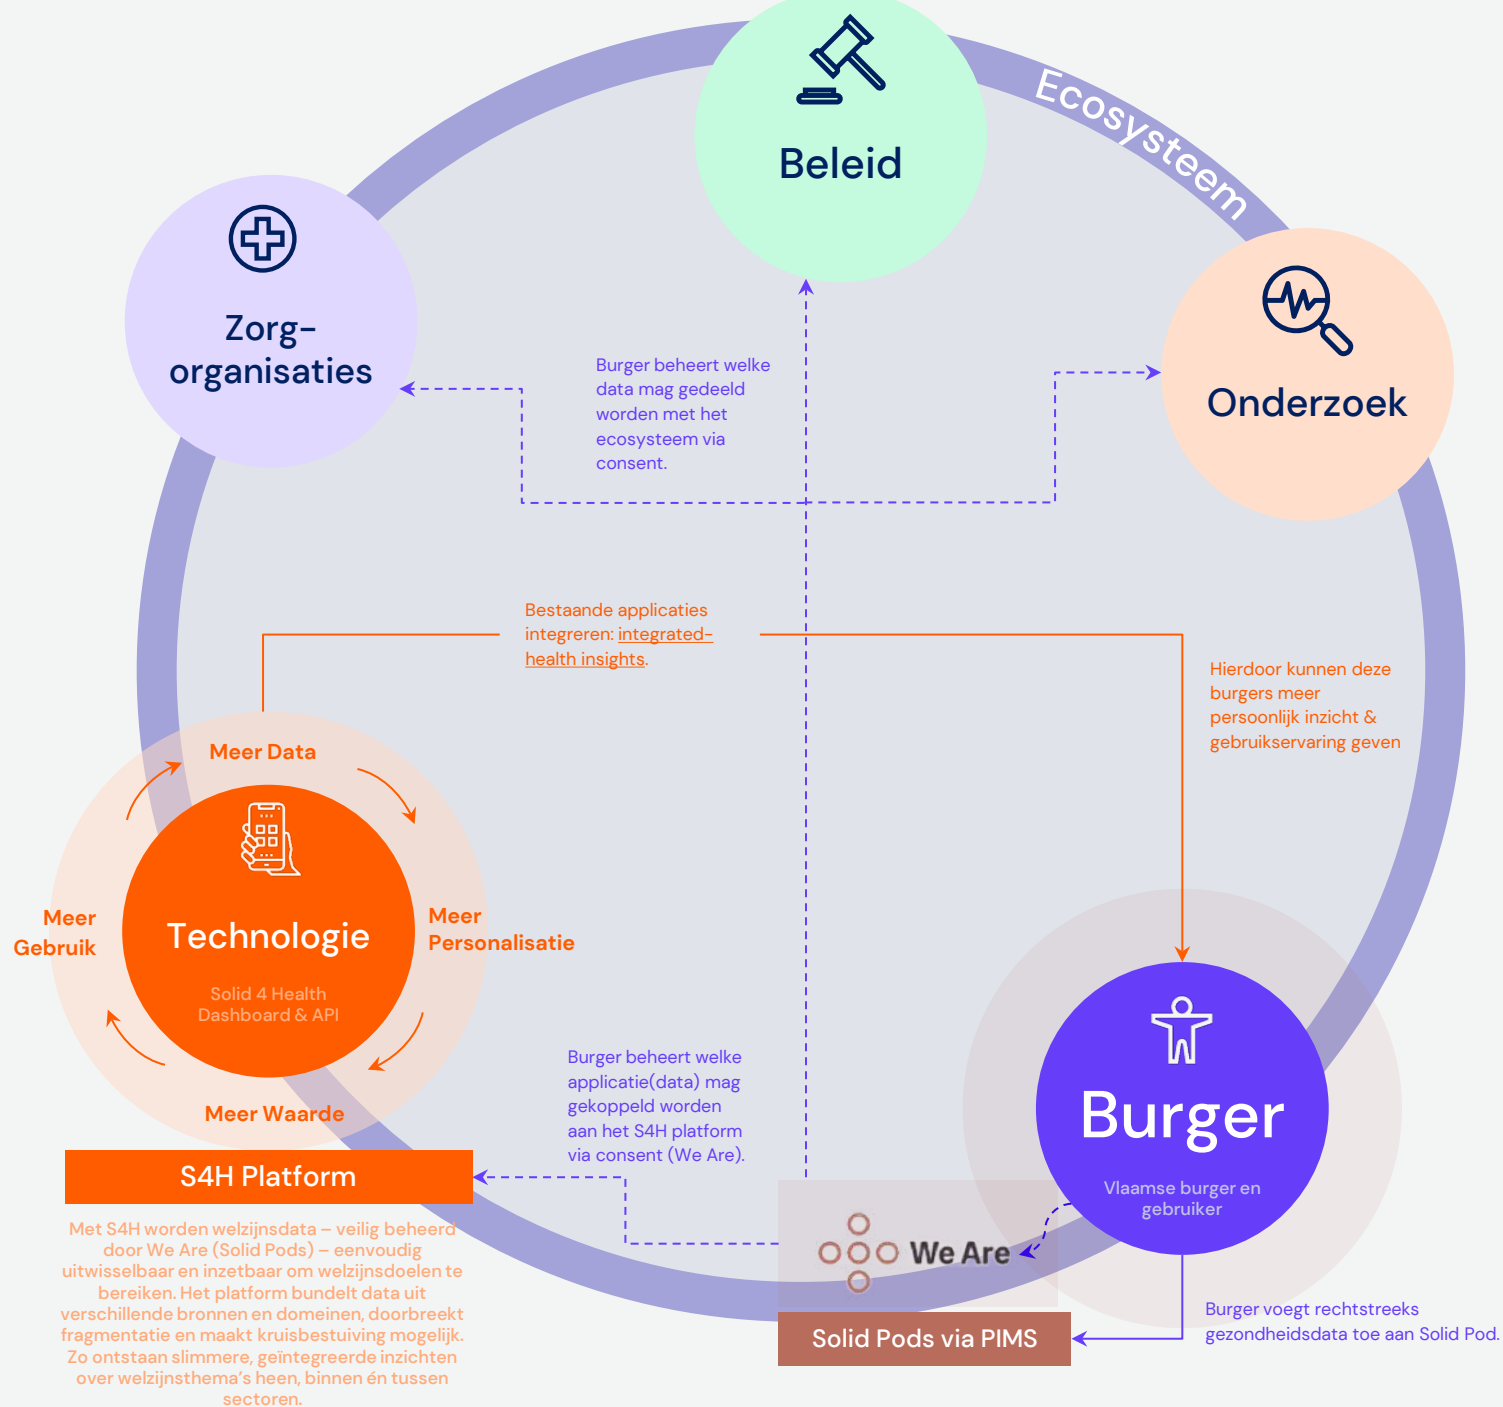 Ecosysteem
Beleid
Zorg-
organisaties
Onderzoek
Burger beheert welke
data mag gedeeld
worden met het
ecosysteem via
consent.
Bestaande applicaties
integreren: integrated-
health insights.
Hierdoor kunnen deze
burgers meer
persoonlijk inzicht &
gebruikservaring geven
Meer Data
Meer
Gebruik
Technologie
Solid 4 Health
Dashboard & API
Meer
Personalisatie
Meer Waarde
S4H Platform
Met S4H worden welzijnsdata – veilig beheerd
door We Are (Solid Pods) – eenvoudig
uitwisselbaar en inzetbaar om welzijnsdoelen te
bereiken. Het platform bundelt data uit
verschillende bronnen en domeinen, doorbreekt
fragmentatie en maakt kruisbestuiving mogelijk.
Zo ontstaan slimmere, geïntegreerde inzichten
over welzijnsthema's heen, binnen én tussen
sectoren.
Burger beheert welke
applicatie(data) mag
gekoppeld worden
aan het S4H platform
via consent (We Are).
Burger
Vlaamse burger en
gebruiker
We Are
Solid Pods via PIMS
Burger voegt rechtstreeks
gezondheidsdata toe aan Solid Pod.